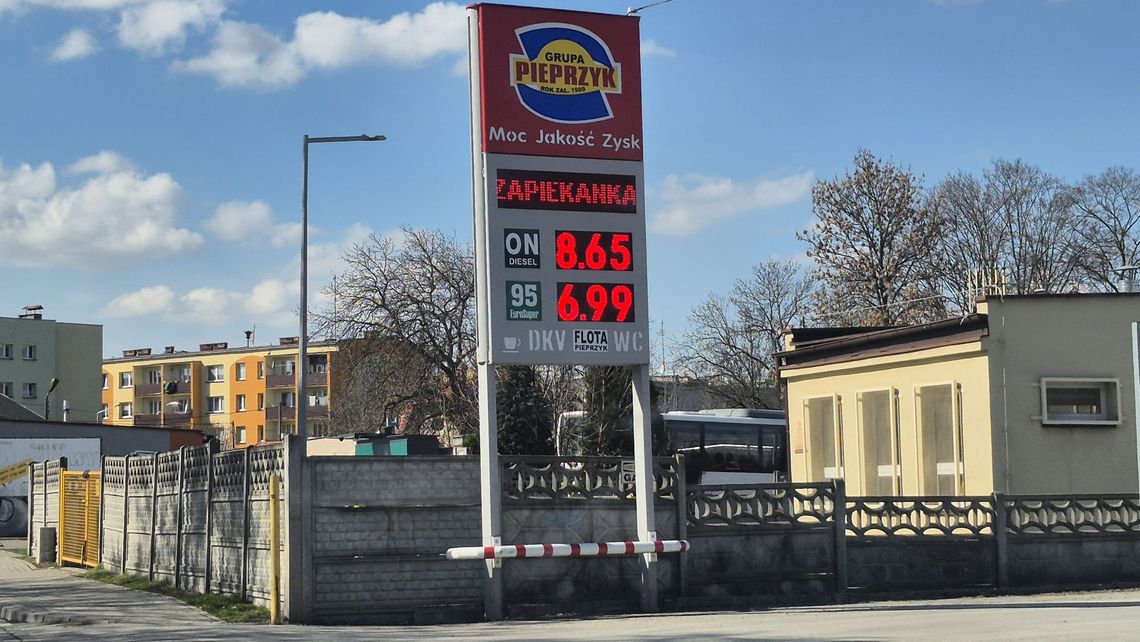 GRUPA
PIEPRZYK
ROK ZAŁ. 1989
Moc Jakość Zysk
ZAPIEKANKA
ON 8.65
DIESEL
95 6.99
EuroSuper
DKV FLOTA PIEPRZYK WC